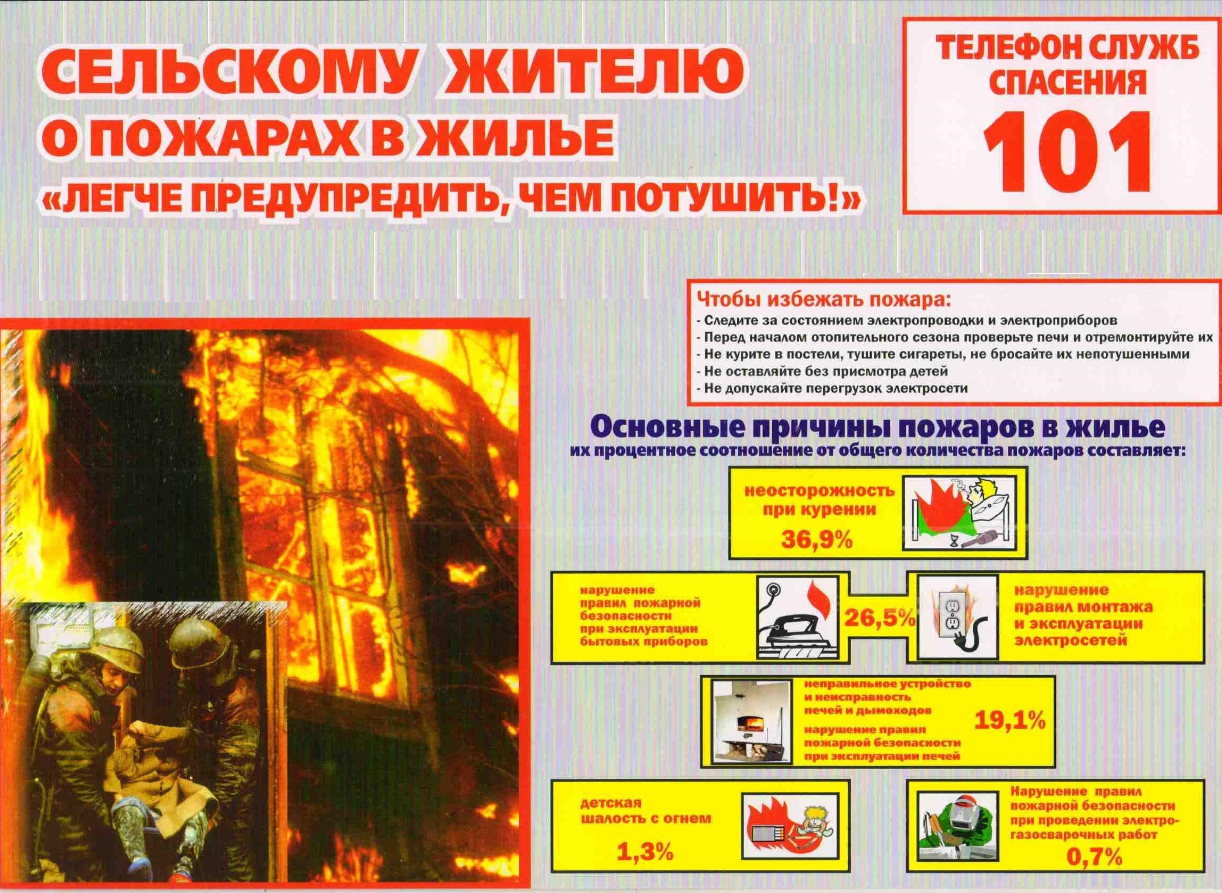 СЕЛЬСКОМУ ЖИТЕЛЮ
О ПОЖАРАХ В ЖИЛЬЕ
«ЛЕГЧЕ ПРЕДУПРЕДИТЬ, ЧЕМ ПОТУШИТЬ!»
ТЕЛЕФОН СЛУЖБ
СПАСЕНИЯ
101
Чтобы избежать пожара:
- Следите за состоянием электропроводки и электроприборов
- Перед началом отопительного сезона проверьте печи и отремонтируйте их
- Не курите в постели, тушите сигареты, не бросайте их непотушенными
- Не оставляйте без присмотра детей
- Не допускайте перегрузок электросети
Основные причины пожаров в жилье
их процентное соотношение от общего количества пожаров составляет:
неосторожность
при курении
36,9%
нарушение
правил пожарной
безопасности
при эксплуатации
бытовых приборов
26,5%
нарушение
правил монтажа
и эксплуатации
электросетей
неправильное устройство
и неисправность
печей и дымоходов
нарушение правил
пожарной безопасности
при эксплуатации печей
19,1%
детская
шалость с огнем
1,3%
Нарушение правил
пожарной безопасности
при проведении электро-
газосварочных работ
0,7%